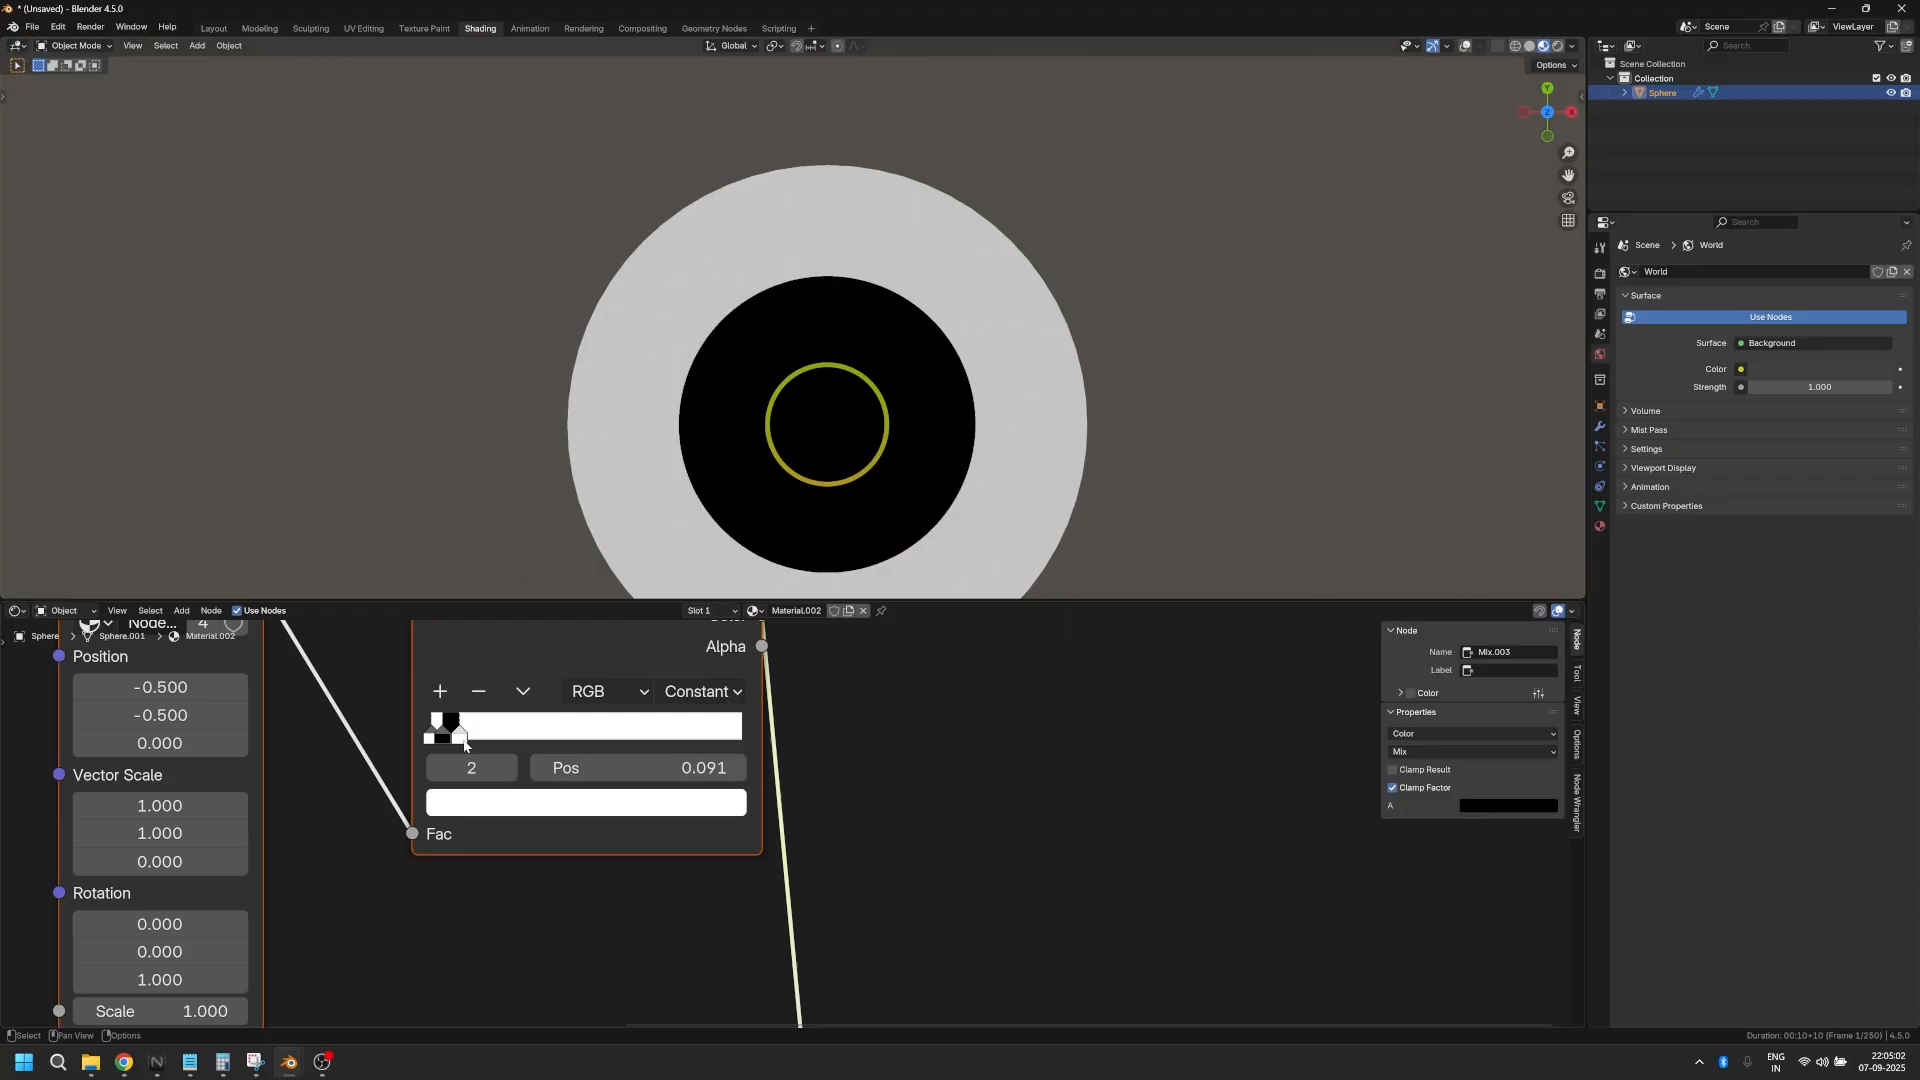 * (Unsaved) - Blender 4.5.0
File Edit Render Window Help
Layout Modeling Sculpting UV Editing Texture Paint Shading Animation Rendering Compositing Geometry Nodes Scripting +
Scene
ViewLayer
Object Mode View Select Add Object
Global
Search
Options
Scene Collection
Collection
Sphere
Y
X
Z
Search
Scene > World
World
Surface
Use Nodes
Surface Background
Color
Strength 1.000
Volume
Mist Pass
Settings
Viewport Display
Animation
Custom Properties
Object View Select Add Node Use Nodes
Slot 1
Material.002
Node... 4
Sphere > Sphere.001 > Material.002
Position
-0.500
-0.500
0.000
Vector Scale
1.000
1.000
0.000
Rotation
0.000
0.000
1.000
Scale 1.000
Alpha
RGB
Constant
2
Pos 0.091
Fac
Node
Name Mix.003
Label
Color
Properties
Color
Mix
Clamp Result
Clamp Factor
A
Node
Tool
View
Options
Node Wrangler
Select Pan View Options
Duration: 00:10+10 (Frame 1/250) | 4.5.0
ENG
IN
22:05:02
07-09-2025